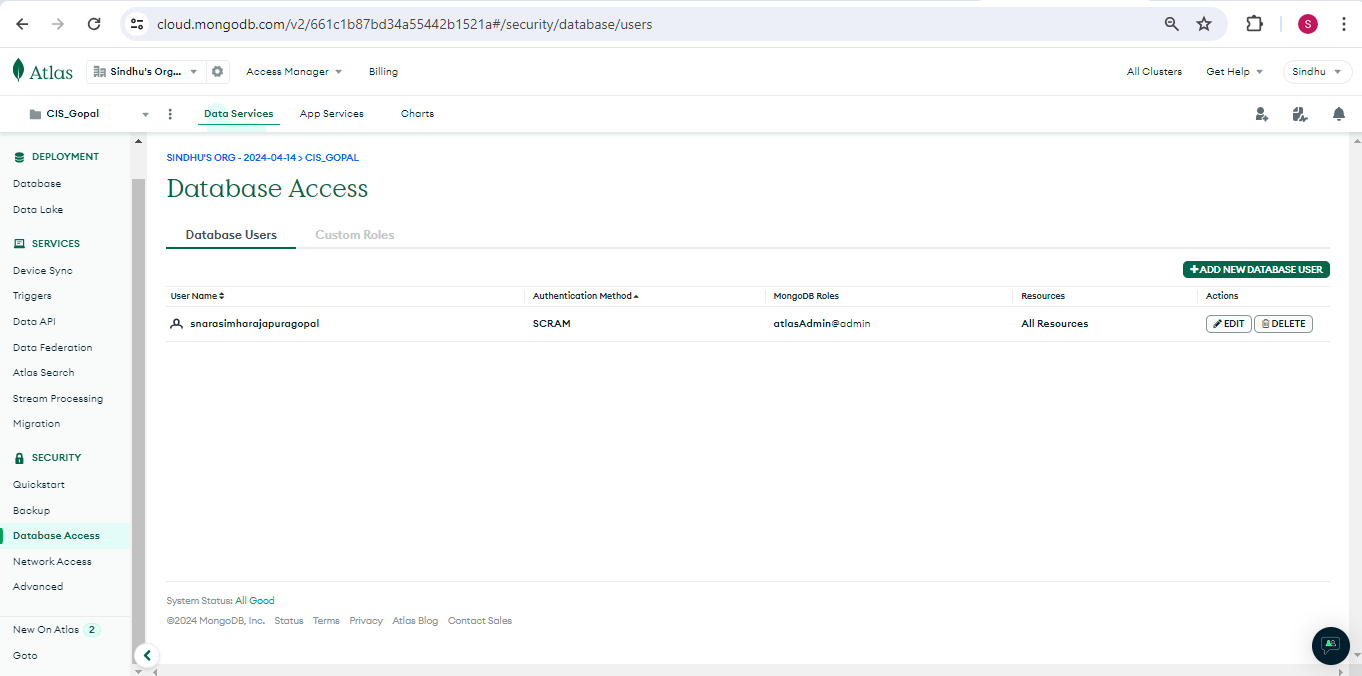 cloud.mongodb.com/v2/661c1b87bd34a55442b1521a#/security/database/users
S
Atlas
Sindhu's Org...
Access Manager
Billing
All Clusters
Get Help
Sindhu
CIS_Gopal
Data Services
App Services
Charts
DEPLOYMENT
Database
Data Lake
SERVICES
Device Sync
Triggers
Data API
Data Federation
Atlas Search
Stream Processing
Migration
SECURITY
Quickstart
Backup
Database Access
Network Access
Advanced
New On Atlas 2
Goto
SINDHU'S ORG - 2024-04-14 > CIS_GOPAL
Database Access
Database Users
Custom Roles
+ADD NEW DATABASE USER
User Name Authentication Method MongoDB Roles Resources Actions
snarasimharajapuragopal SCRAM atlasAdmin@admin All Resources EDIT DELETE
System Status: All Good
©2024 MongoDB, Inc. Status Terms Privacy Atlas Blog Contact Sales